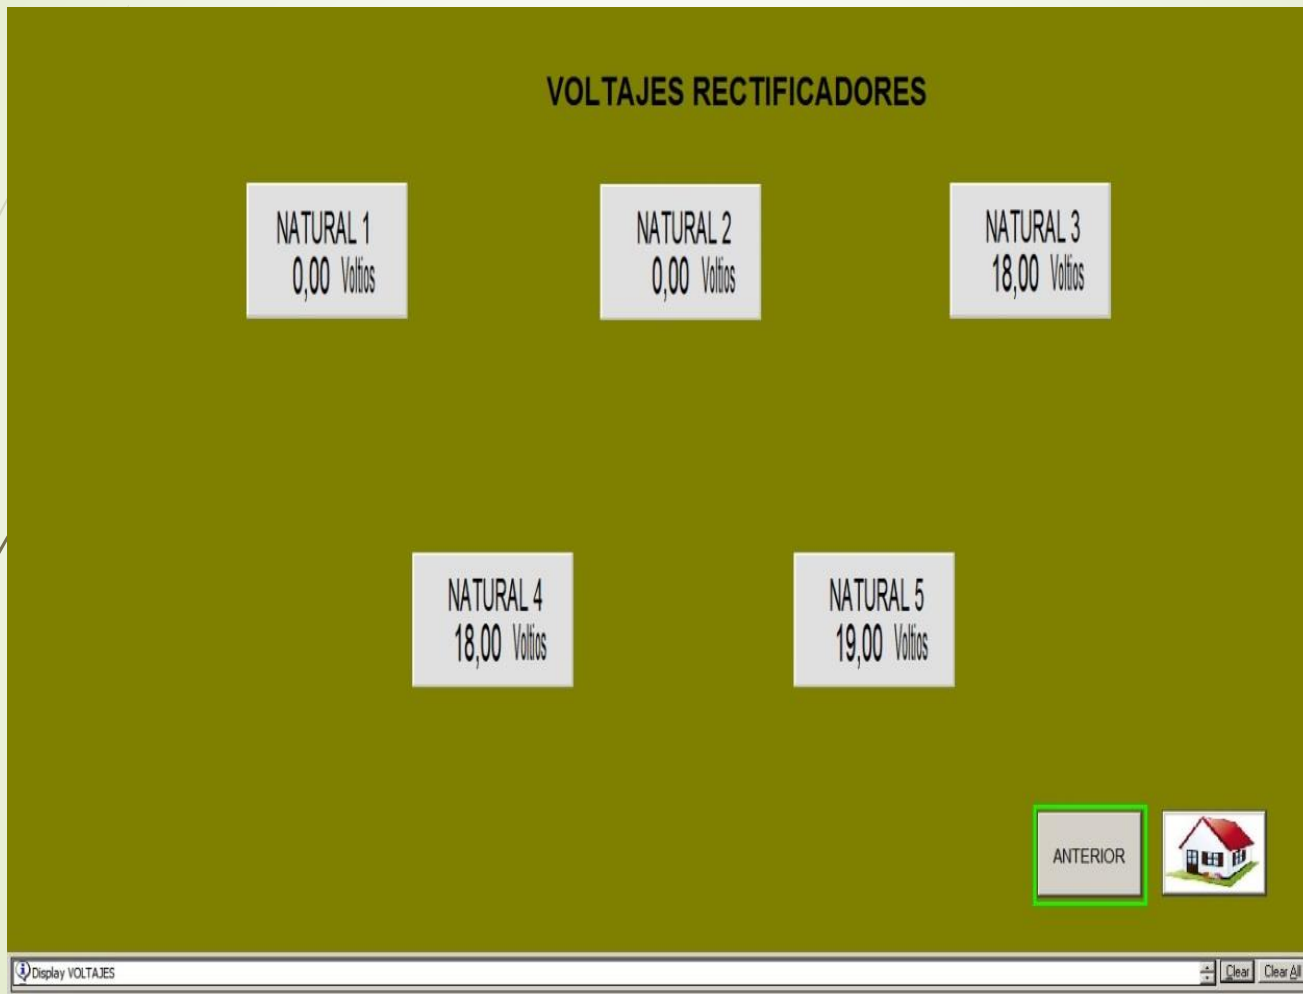 VOLTAJES RECTIFICADORES
NATURAL 1
0,00 Voltios
NATURAL 2
0,00 Voltios
NATURAL 3
18,00 Voltios
NATURAL 4
18,00 Voltios
NATURAL 5
19,00 Voltios
ANTERIOR
Display VOLTAJES
Clear
Clear All